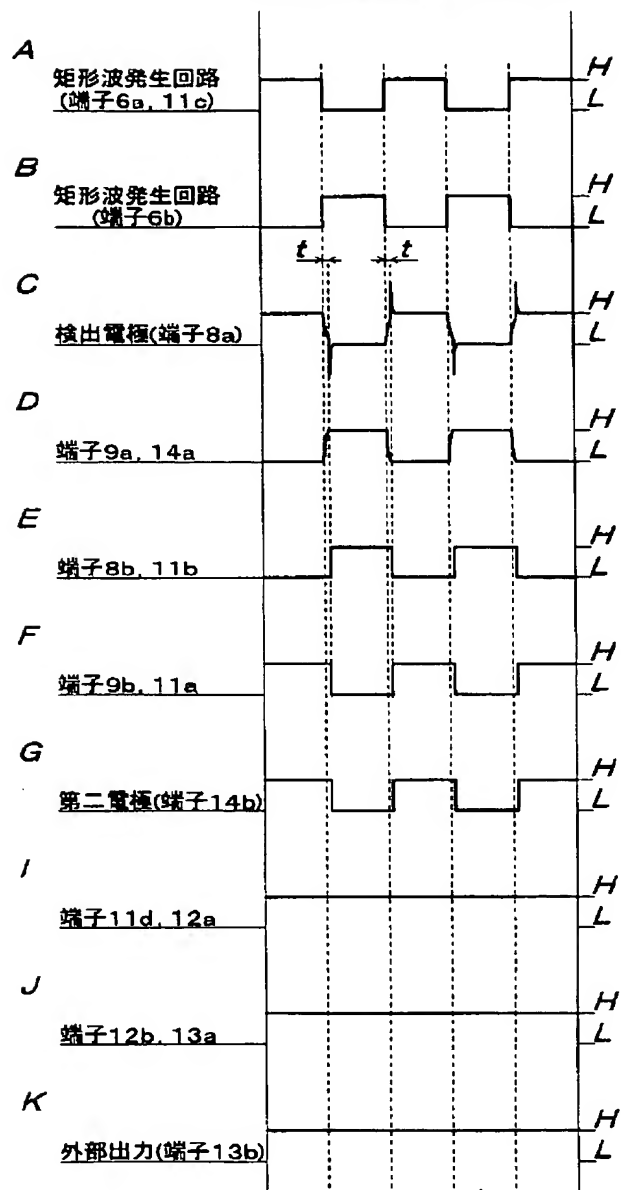 A
矩形波発生回路
(端子6a, 11c)
H
L
B
矩形波発生回路
(端子6b)
H
L
t
t
C
検出電極(端子8a)
H
L
D
端子9a, 14a
H
L
E
端子8b, 11b
H
L
F
端子9b, 11a
H
L
G
第二電極(端子14b)
H
L
I
端子11d, 12a
H
L
J
端子12b, 13a
H
L
K
外部出力(端子13b)
H
L